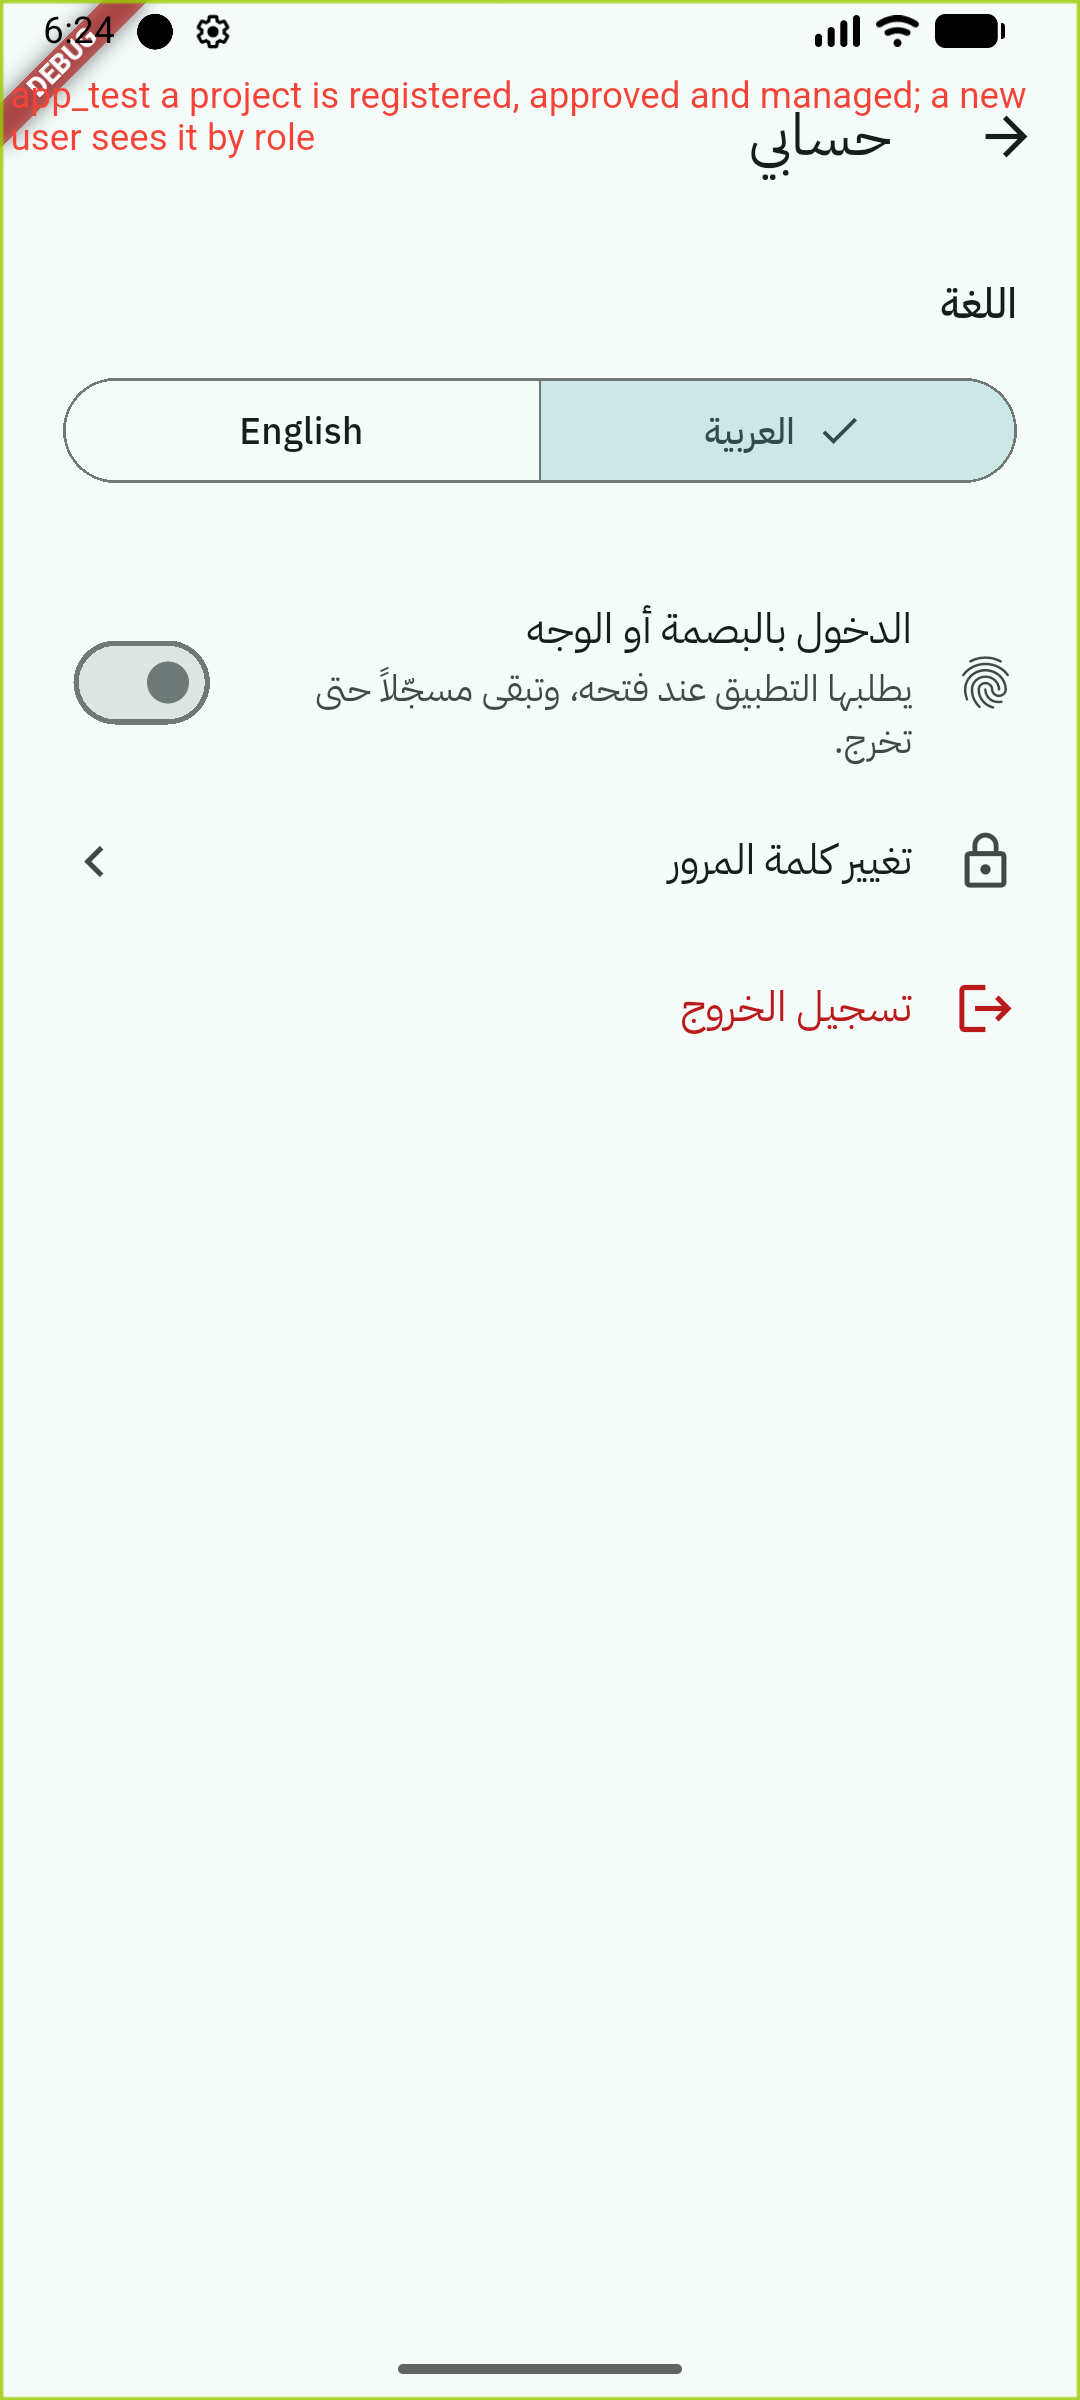 6:24
DEBUG
app_test a project is registered, approved and managed; a new
user sees it by role
حسابي
اللغة
العربية
English
الدخول بالبصمة أو الوجه
يطلبها التطبيق عند فتحه، وتبقى مسجّلاً حتى
تخرج.
تغيير كلمة المرور
تسجيل الخروج